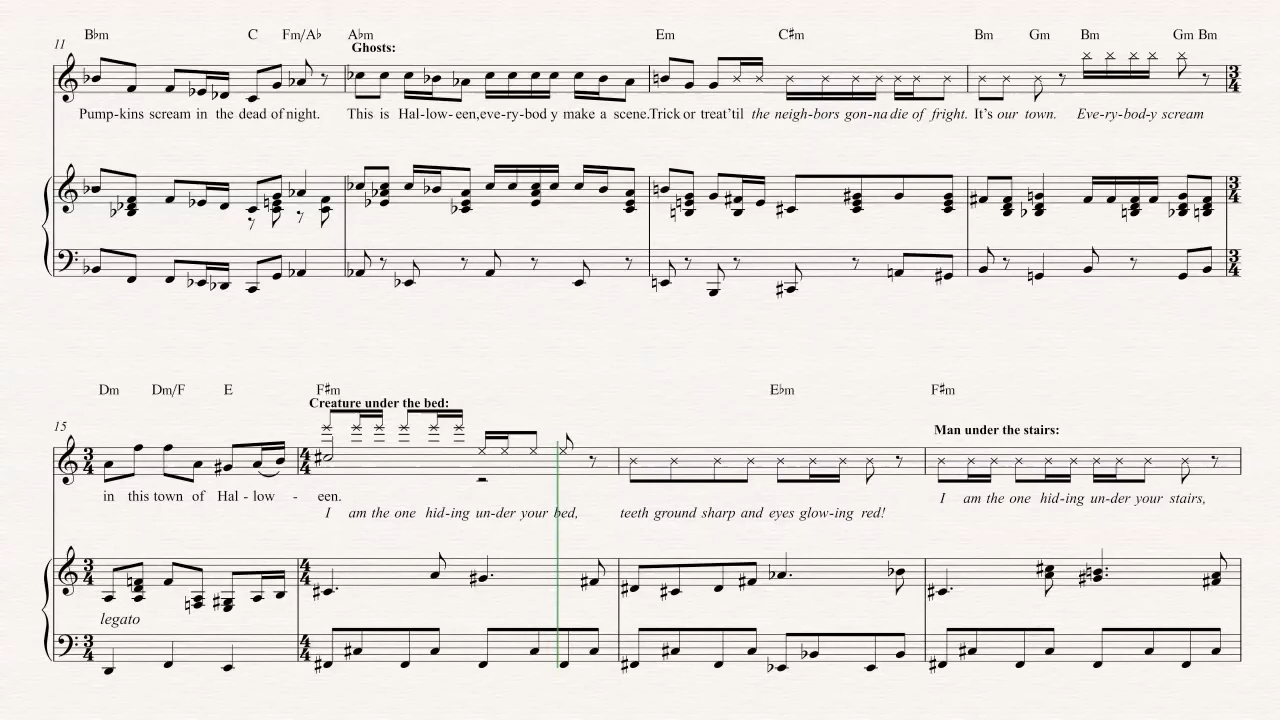 B♭m C Fm/A♭ A♭m Em C♯m Bm Gm Bm Gm Bm
11 Ghosts:
Pump-kins scream in the dead of night. This is Hal-low-een, eve-ry-bod y make a scene. Trick or treat 'til the neigh-bors gon-na die of fright. It's our town. Eve-ry-bod-y scream
Dm Dm/F E F♯m E♭m F♯m
Creature under the bed:
15 Man under the stairs:
in this town of Hal - low - een.
I am the one hid-ing un-der your stairs,
I am the one hid-ing un-der your bed, teeth ground sharp and eyes glow-ing red!
legato